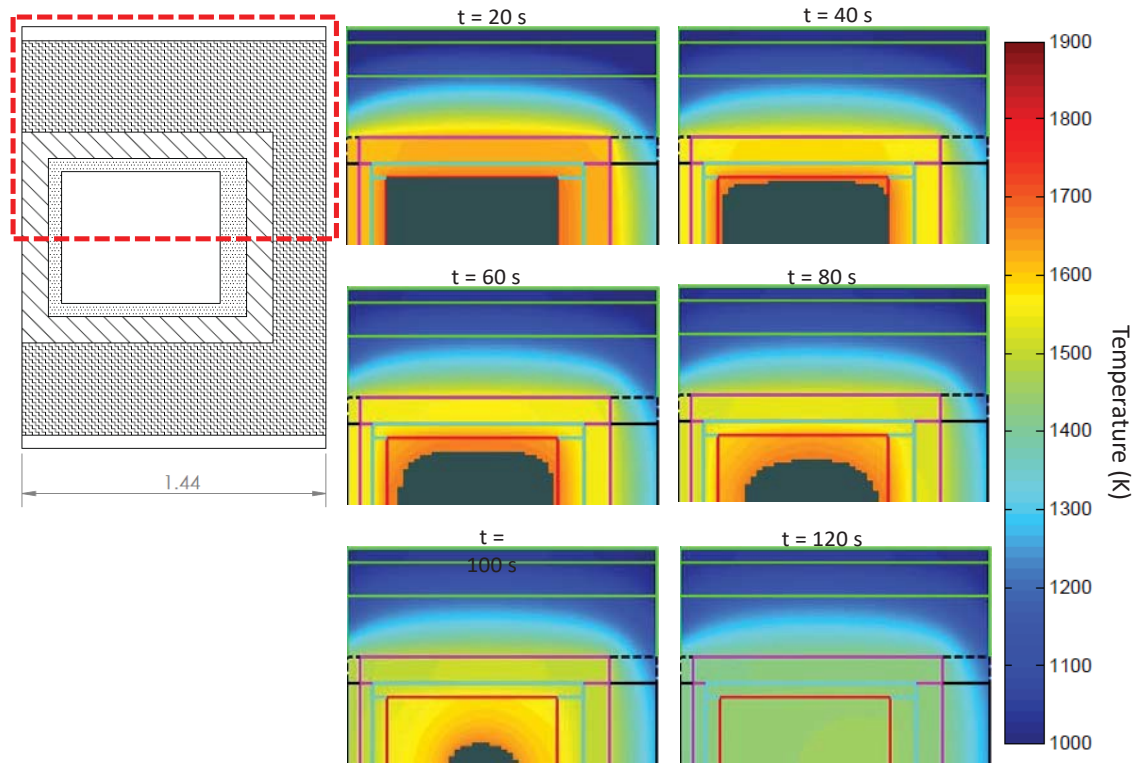 t = 20 s
t = 40 s
t = 60 s
t = 80 s
t =
100 s
t = 120 s
1.44
1900
1800
1700
1600
1500
1400
1300
1200
1100
1000
Temperature (K)